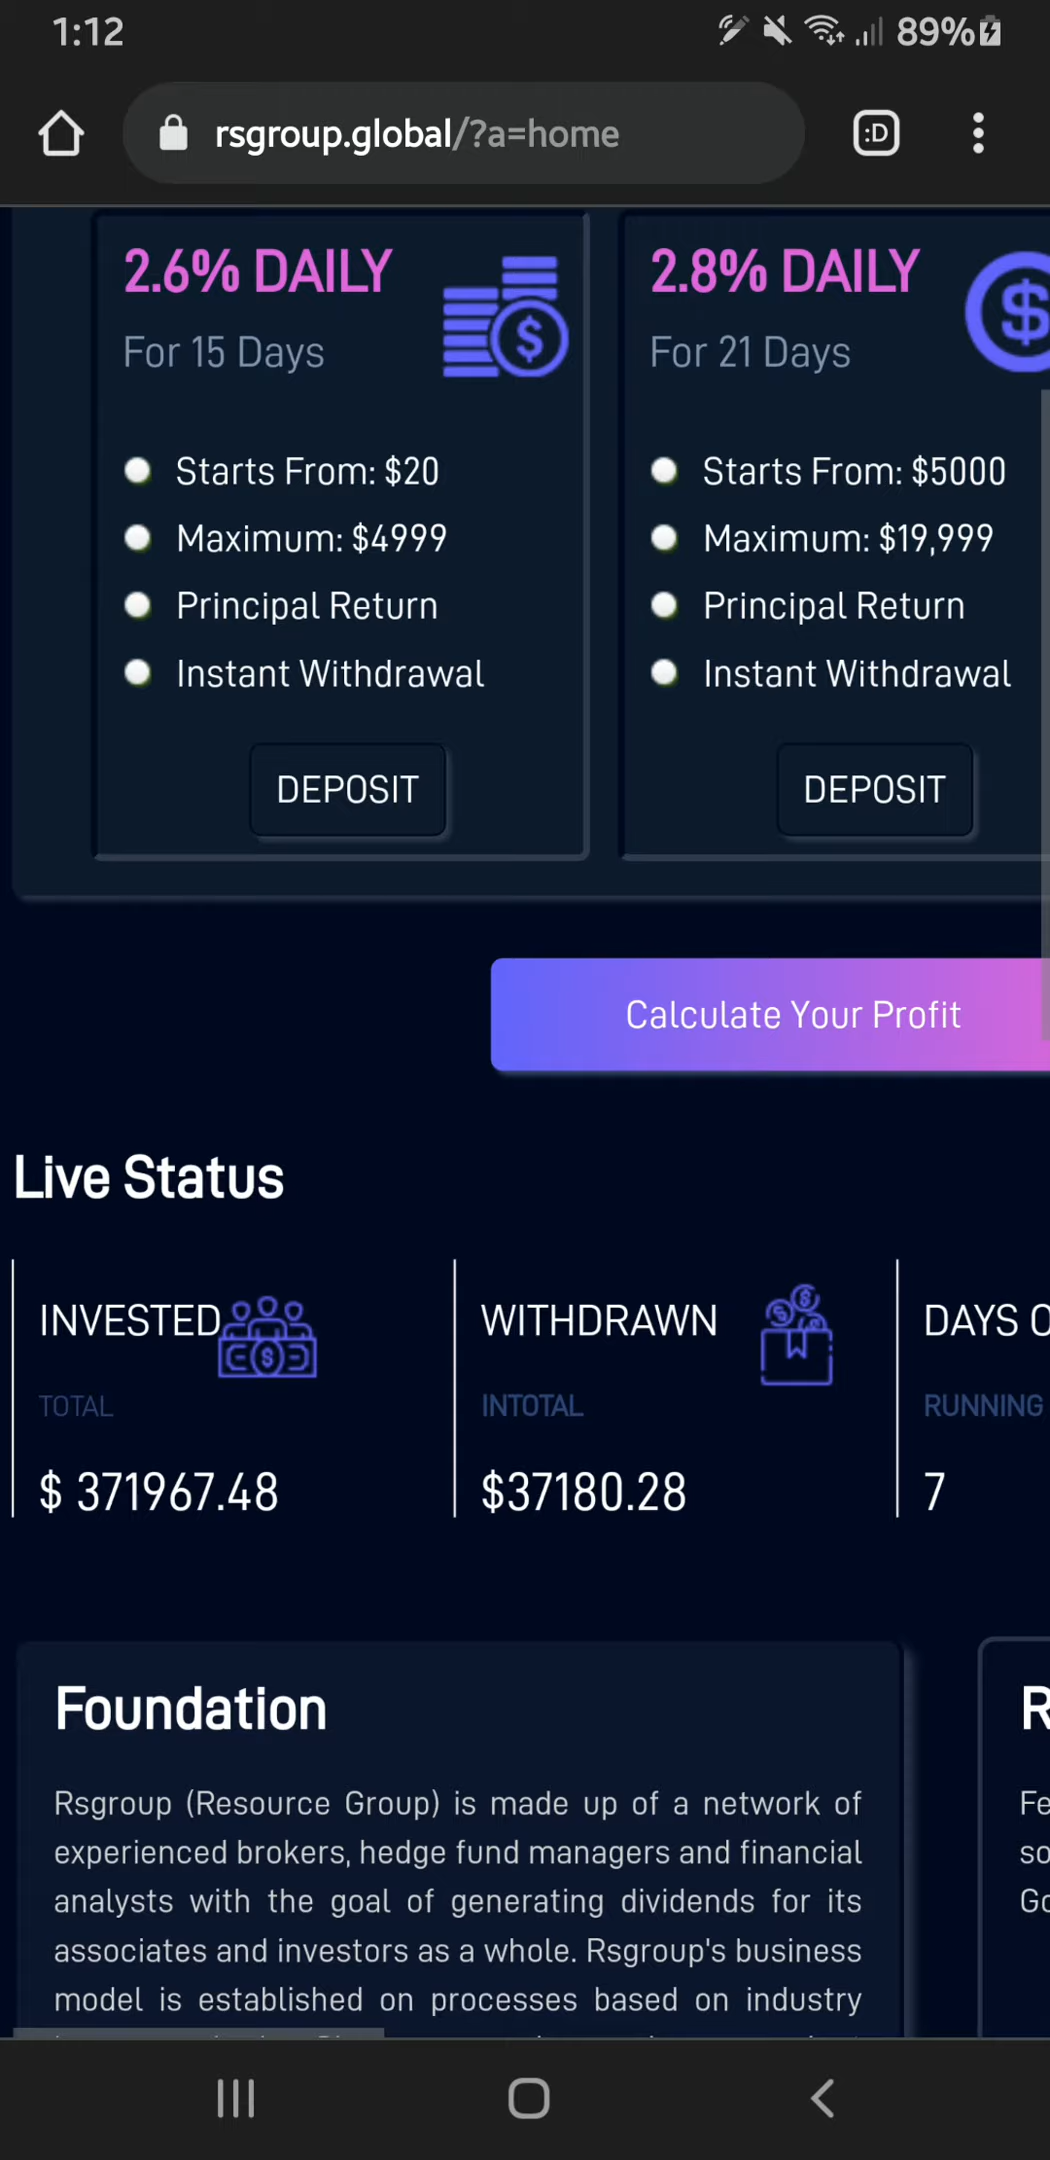 1:12
89%
rsgroup.global/?a=home
:D
2.6% DAILY
For 15 Days
Starts From: $20
Maximum: $4999
Principal Return
Instant Withdrawal
DEPOSIT
2.8% DAILY
For 21 Days
Starts From: $5000
Maximum: $19,999
Principal Return
Instant Withdrawal
DEPOSIT
Calculate Your Profit
Live Status
INVESTED
TOTAL
$ 371967.48
WITHDRAWN
INTOTAL
$37180.28
DAYS O
RUNNING
7
Foundation
Rsgroup (Resource Group) is made up of a network of
experienced brokers, hedge fund managers and financial
analysts with the goal of generating dividends for its
associates and investors as a whole. Rsgroup's business
model is established on processes based on industry
R
Fe
so
Go